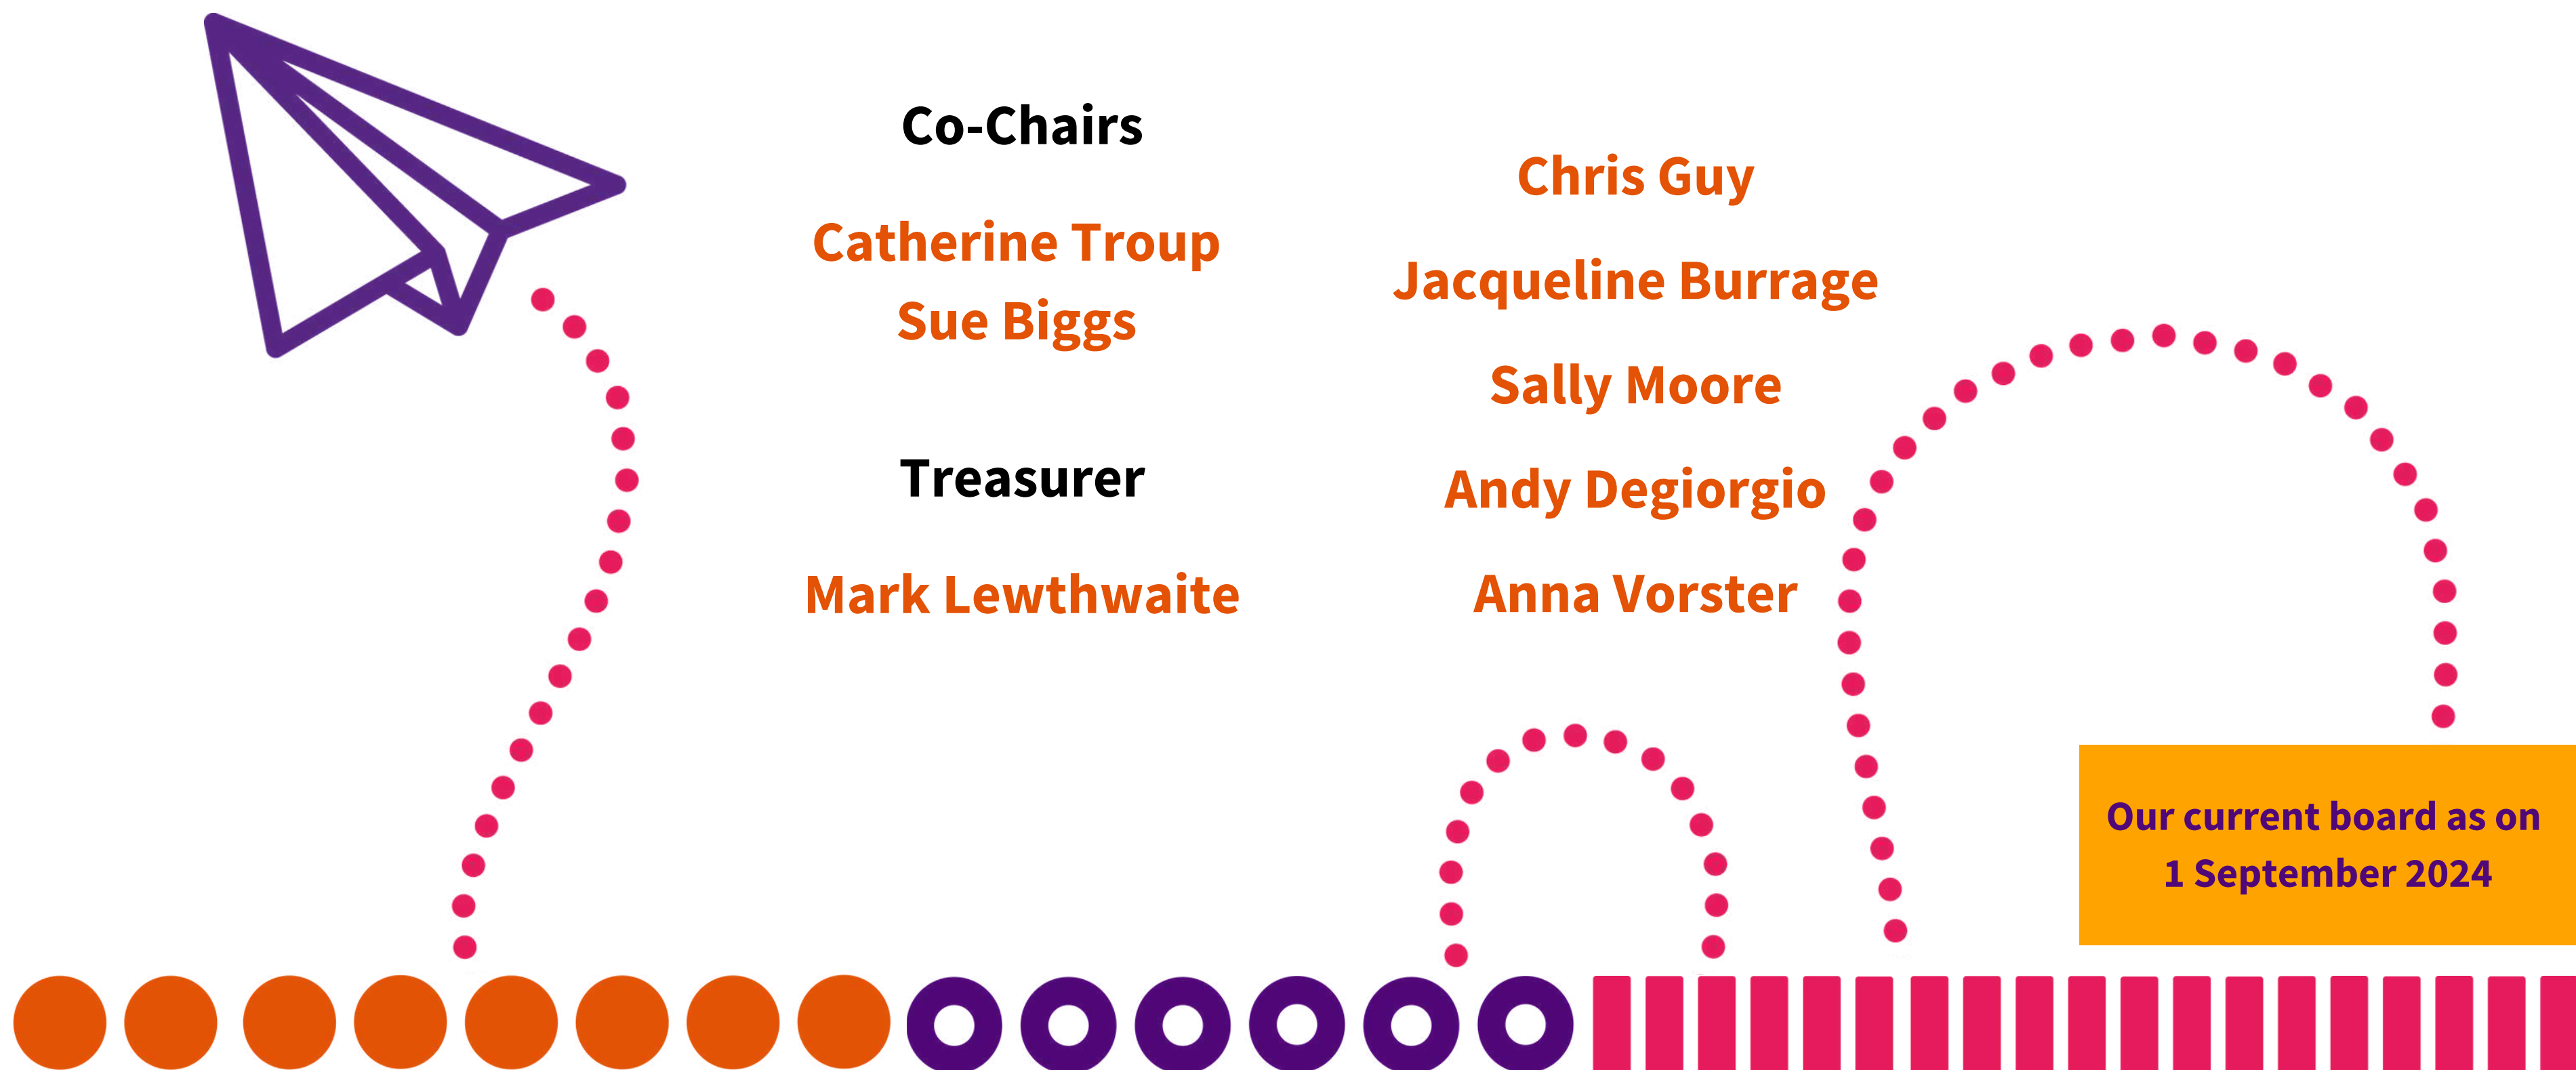 Co-Chairs
Catherine Troup
Sue Biggs
Treasurer
Mark Lewthwaite
Chris Guy
Jacqueline Burrage
Sally Moore
Andy Degiorgio
Anna Vorster
Our current board as on
1 September 2024